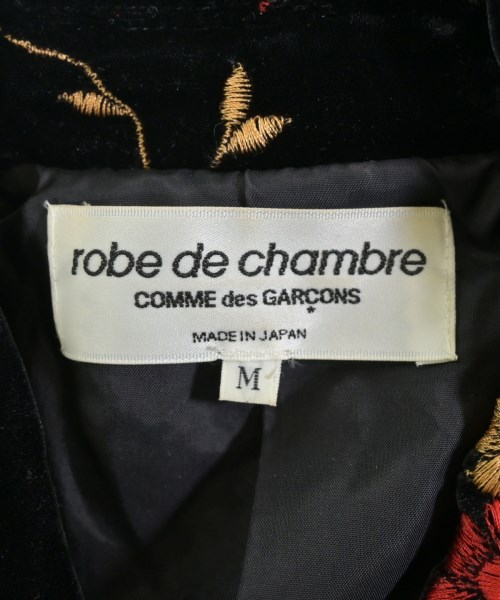 robe de chambre
COMME des GARÇONS
MADE IN JAPAN
M